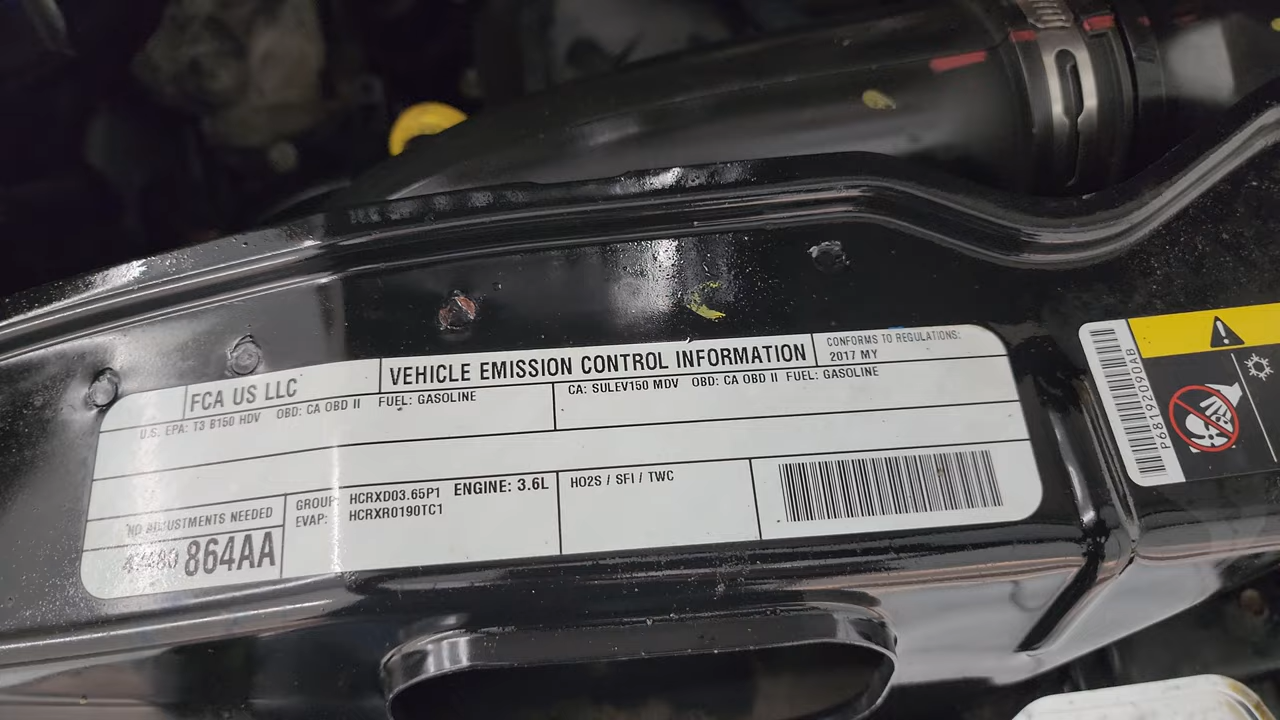 FCA US LLC
VEHICLE EMISSION CONTROL INFORMATION
CONFORMS TO REGULATIONS:
2017 MY
U.S. EPA: T3 B150 HDV OBD: CA OBD II FUEL: GASOLINE
CA: SULEV150 MDV OBD: CA OBD II FUEL: GASOLINE
NO ADJUSTMENTS NEEDED
864AA
GROUP: HCRXD03.65P1 ENGINE: 3.6L
EVAP: HCRXR0190TC1
HO2S / SFI / TWC
P68192090AB